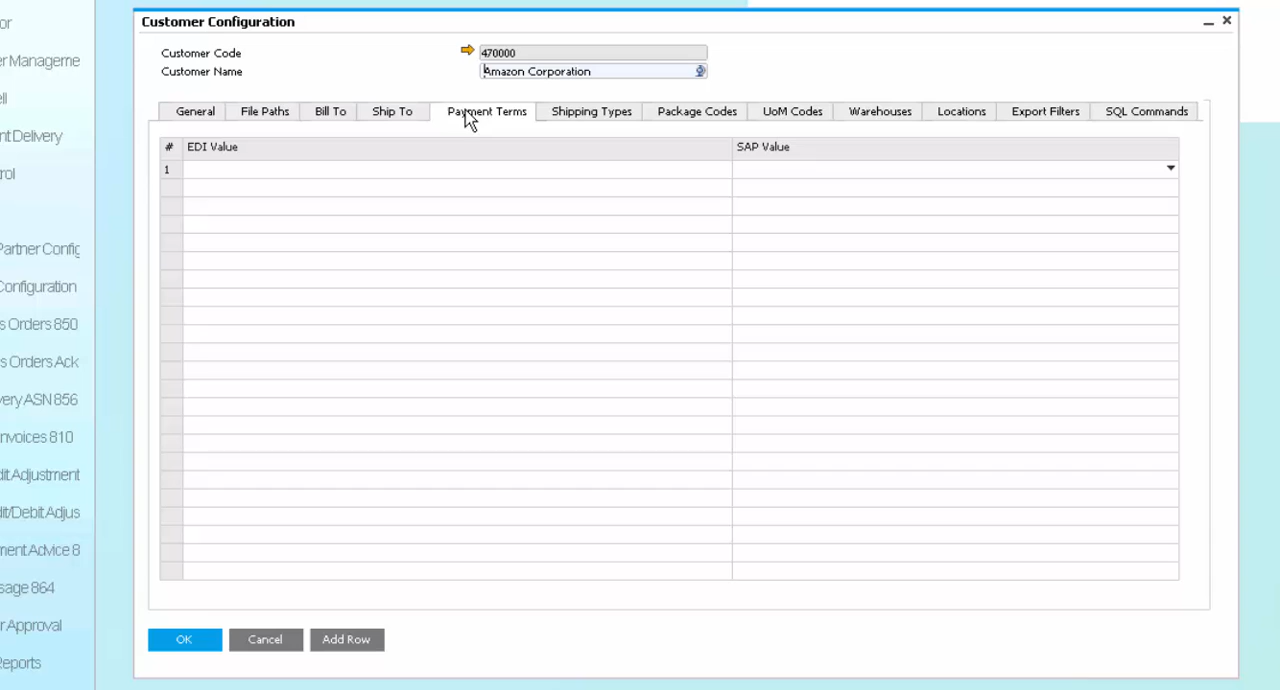 Customer Configuration
Customer Code 470000
Customer Name Amazon Corporation
General File Paths Bill To Ship To Payment Terms Shipping Types Package Codes UoM Codes Warehouses Locations Export Filters SQL Commands
# EDI Value SAP Value
1
OK Cancel Add Row
or
er Manageme
ell
nt Delivery
rol
Partner Config
Configuration
s Orders 850
s Orders Ack
very ASN 856
nvoices 810
dit Adjustment
dit/Debit Adjus
ment Advice 8
sage 864
r Approval
Reports